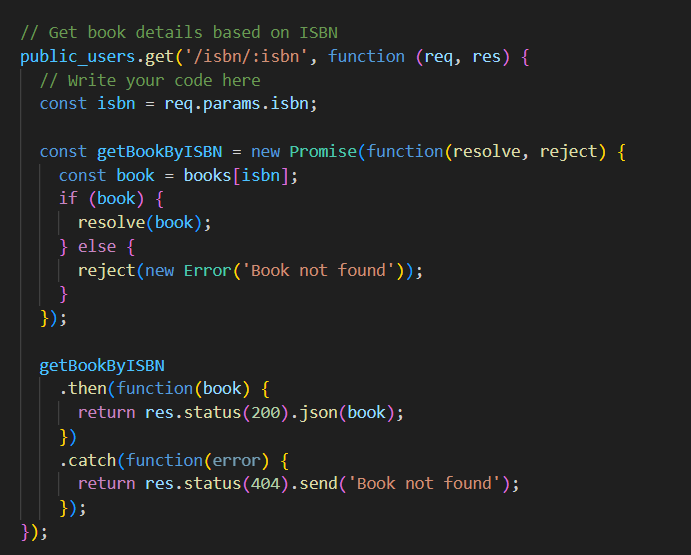 // Get book details based on ISBN
public_users.get('/isbn/:isbn', function (req, res) {
  // Write your code here
  const isbn = req.params.isbn;

  const getBookByISBN = new Promise(function(resolve, reject) {
    const book = books[isbn];
    if (book) {
      resolve(book);
    } else {
      reject(new Error('Book not found'));
    }
  });

  getBookByISBN
    .then(function(book) {
      return res.status(200).json(book);
    })
    .catch(function(error) {
      return res.status(404).send('Book not found');
    });
});